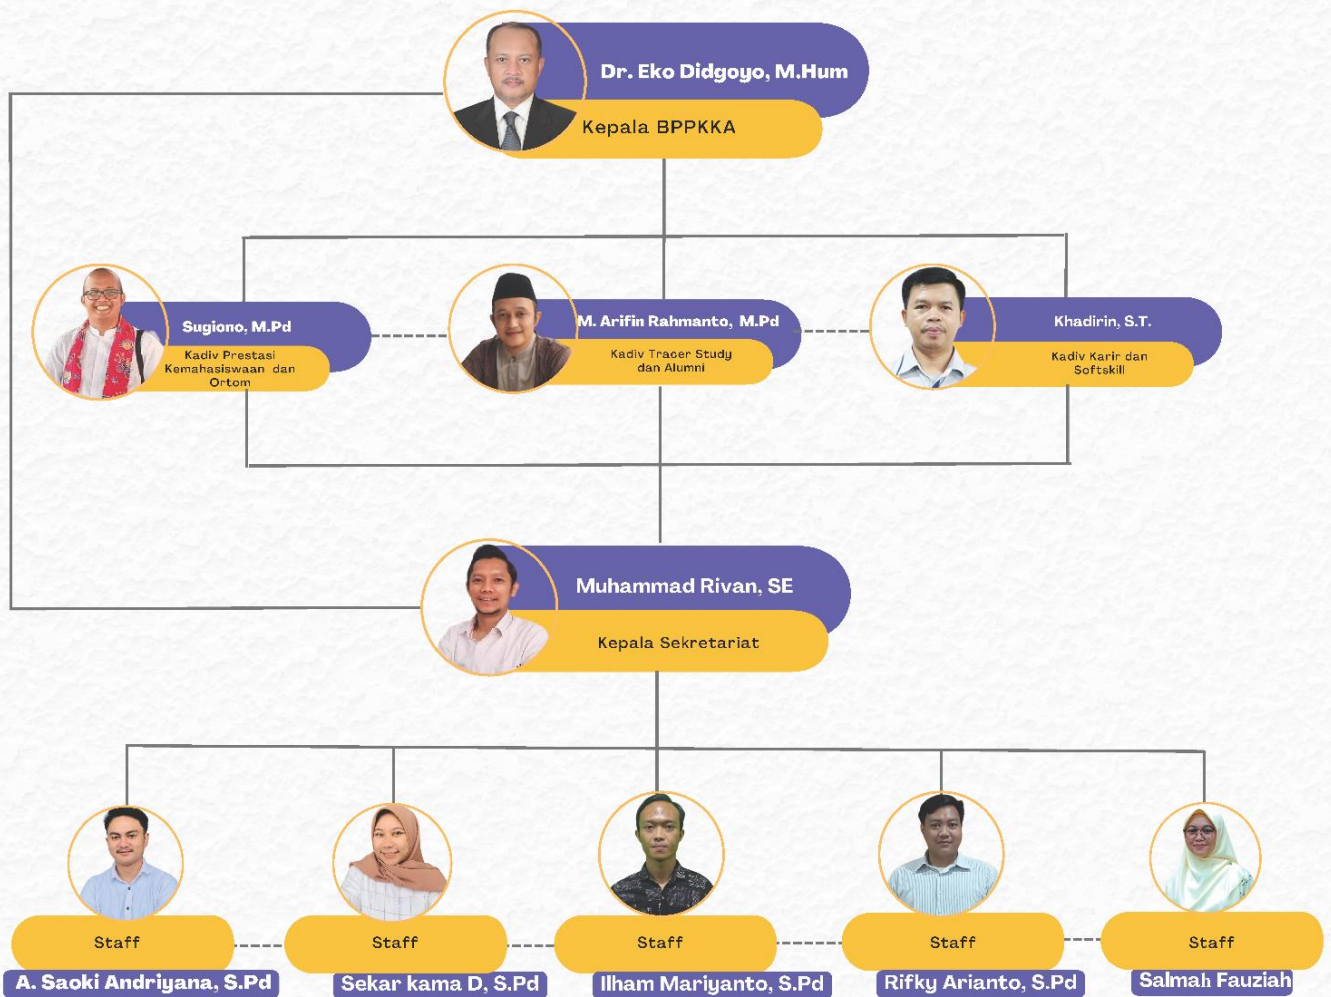 Dr. Eko Didgoyo, M.Hum
Kepala BPPKKA
Sugiono, M.Pd
Kadiv Prestasi
Kemahasiswaan dan
Ortom
M. Arifin Rahmanto, M.Pd
Kadiv Tracer Study
dan Alumni
Khadirin, S.T.
Kadiv Karir dan
Softskill
Muhammad Rivan, SE
Kepala Sekretariat
Staff
A. Saoki Andriyana, S.Pd
Staff
Sekar kama D, S.Pd
Staff
Ilham Mariyanto, S.Pd
Staff
Rifky Arianto, S.Pd
Staff
Salmah Fauziah